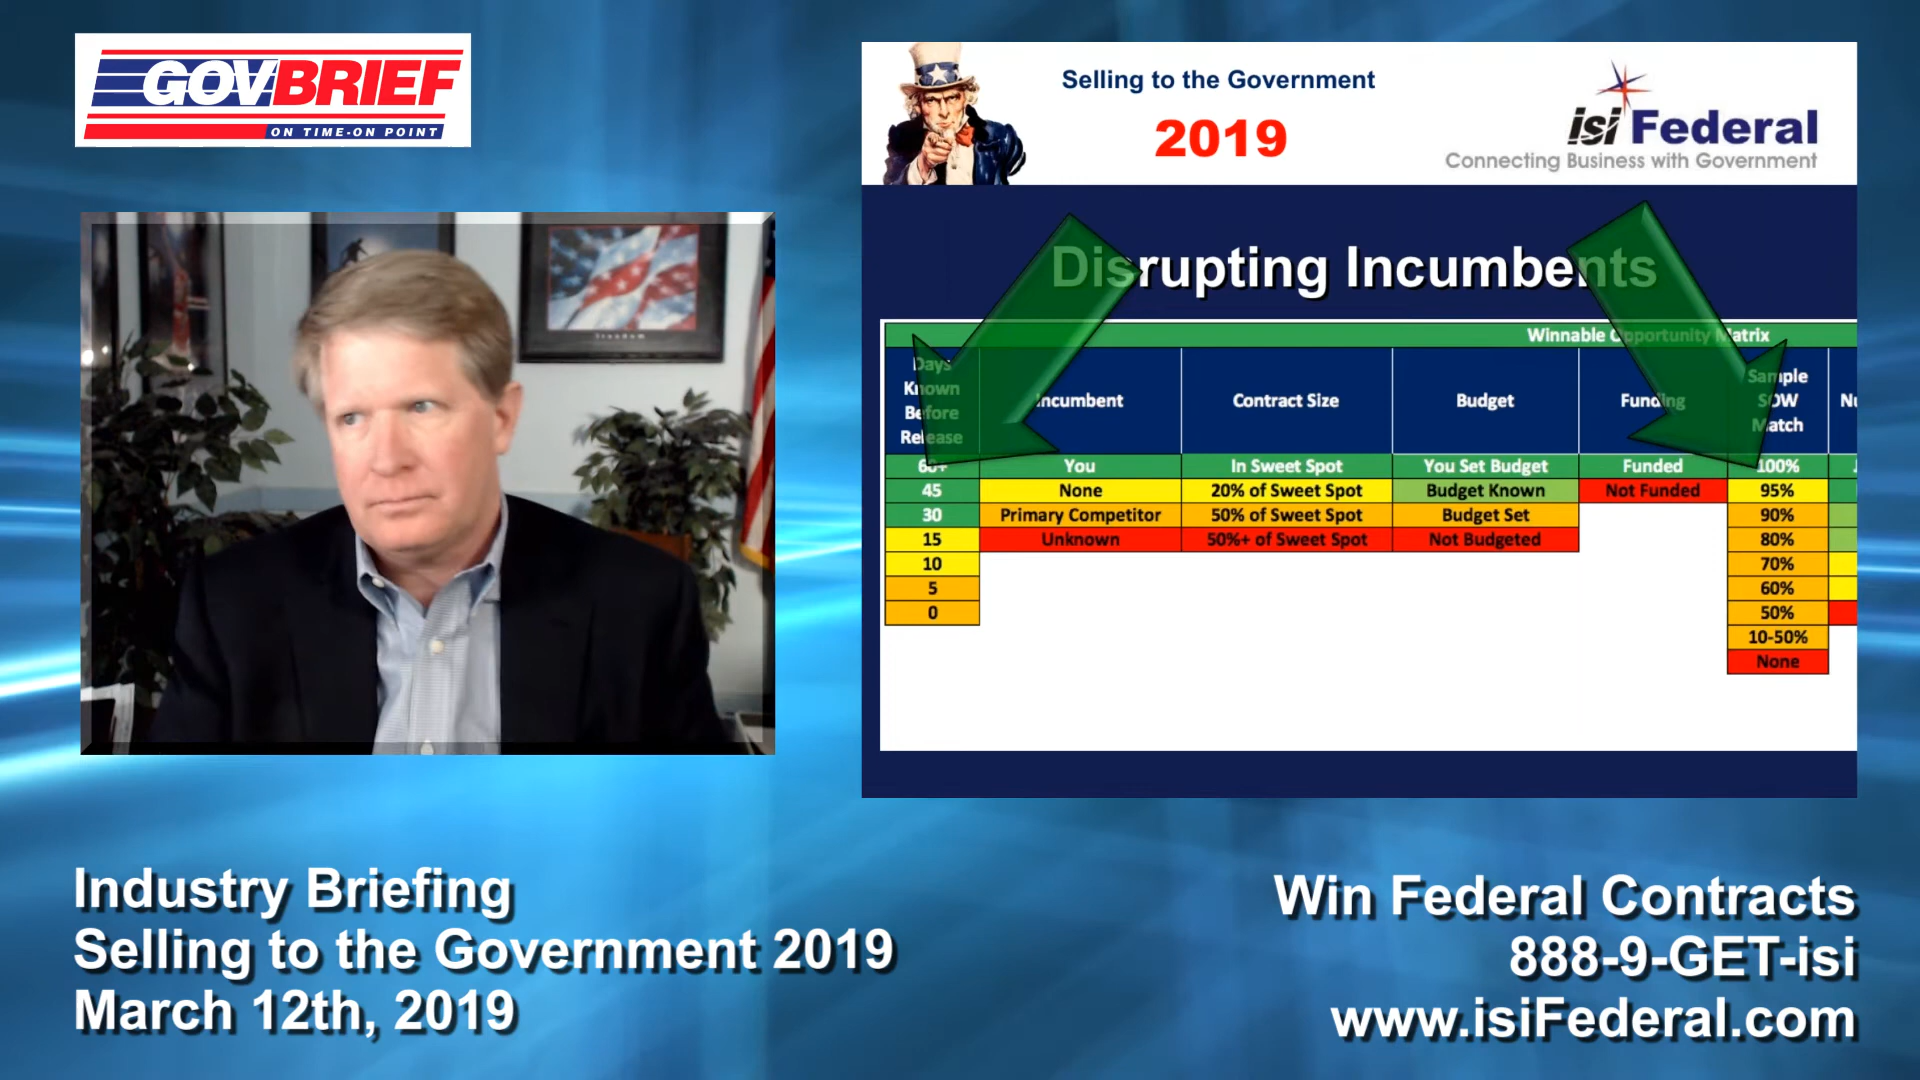 GOVBRIEF
ON TIME-ON POINT
Selling to the Government
2019
isi Federal
Connecting Business with Government
Disrupting Incumbents
Winnable Opportunity Matrix
Days Known Before Release
Incumbent
Contract Size
Budget
Funding
Sample SOW Match
60+ You In Sweet Spot You Set Budget Funded 100%
45 None 20% of Sweet Spot Budget Known Not Funded 95%
30 Primary Competitor 50% of Sweet Spot Budget Set 90%
15 Unknown 50%+ of Sweet Spot Not Budgeted 80%
10 70%
5 60%
0 50%
10-50%
None
freedom
Industry Briefing
Selling to the Government 2019
March 12th, 2019
Win Federal Contracts
888-9-GET-isi
www.isiFederal.com